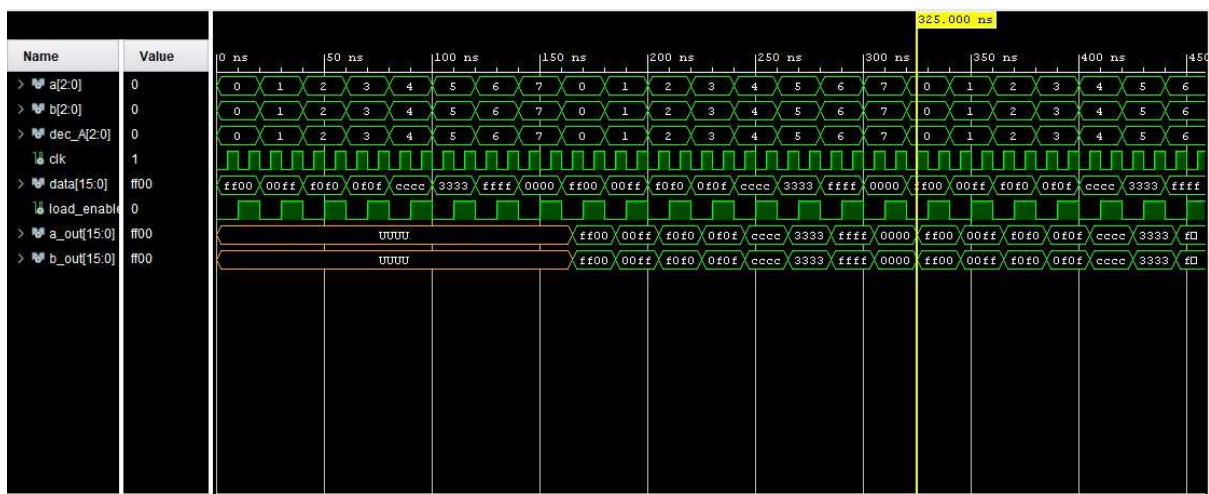 325.000 ns
Name Value 0 ns 50 ns 100 ns 150 ns 200 ns 250 ns 300 ns 350 ns 400 ns 450
a[2:0] 0 0 1 2 3 4 5 6 7 0 1 2 3 4 5 6 7 0 1 2 3 4 5 6
b[2:0] 0 0 1 2 3 4 5 6 7 0 1 2 3 4 5 6 7 0 1 2 3 4 5 6
dec_A[2:0] 0 0 1 2 3 4 5 6 7 0 1 2 3 4 5 6 7 0 1 2 3 4 5 6
clk 1
data[15:0] ff00 ff00 00ff f0f0 0f0f cccc 3333 ffff 0000 ff00 00ff f0f0 0f0f cccc 3333 ffff 0000 ff00 00ff f0f0 0f0f cccc 3333 ffff
load_enable 0
a_out[15:0] ff00 UUUU ff00 00ff f0f0 0f0f cccc 3333 ffff 0000 ff00 00ff f0f0 0f0f cccc 3333 f
b_out[15:0] ff00 UUUU ff00 00ff f0f0 0f0f cccc 3333 ffff 0000 ff00 00ff f0f0 0f0f cccc 3333 f